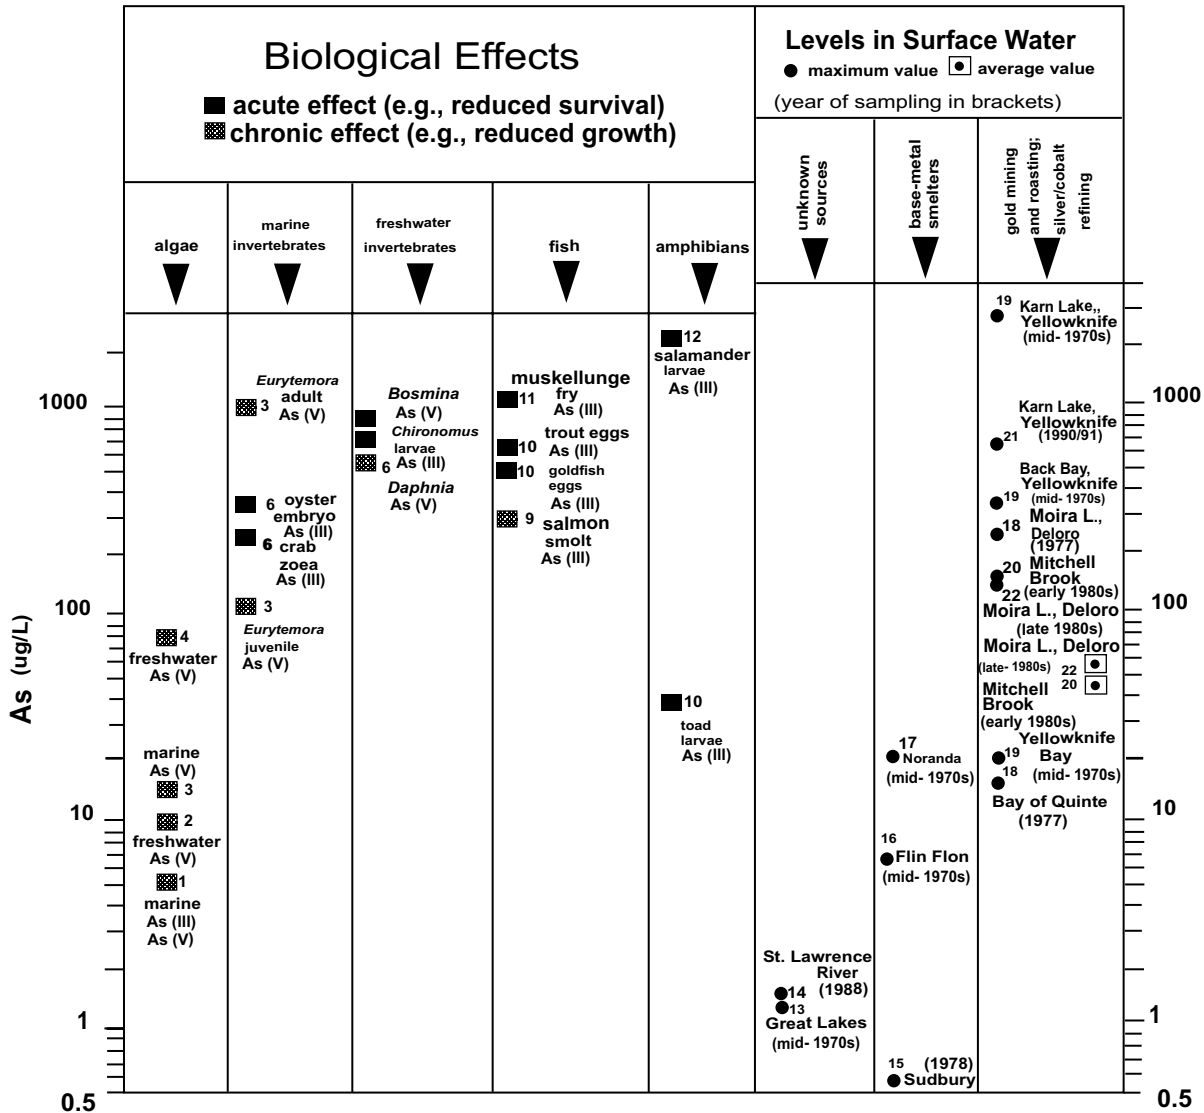 Biological Effects
acute effect (e.g., reduced survival)
chronic effect (e.g., reduced growth)
Levels in Surface Water
maximum value
average value
(year of sampling in brackets)
algae
marine
invertebrates
freshwater
invertebrates
fish
amphibians
unknown
sources
base-metal
smelters
gold mining
and roasting;
silver/cobalt
refining
As (ug/L)
1000
100
10
1
0.5
4
freshwater
As (V)
marine
As (V)
3
2
freshwater
As (V)
1
marine
As (III)
As (V)
Eurytemora
3 adult
As (V)
6 oyster
embryo
As (III)
6 crab
zoea
As (III)
3
Eurytemora
juvenile
As (V)
Bosmina
As (V)
Chironomus
larvae
6 As (III)
Daphnia
As (V)
muskellunge
11 fry
As (III)
10 trout eggs
As (III)
10 goldfish
eggs
As (III)
9 salmon
smolt
As (III)
12
salamander
larvae
As (III)
10
toad
larvae
As (III)
St. Lawrence
River
14 (1988)
13
Great Lakes
(mid- 1970s)
17
Noranda
(mid- 1970s)
16
Flin Flon
(mid- 1970s)
15 (1978)
Sudbury
19 Karn Lake,,
Yellowknife
(mid- 1970s)
Karn Lake,
Yellowknife
21 (1990/91)
Back Bay,
Yellowknife
19 (mid- 1970s)
18 Moira L.,
Deloro
(1977)
20 Mitchell
Brook
22 (early 1980s)
Moira L., Deloro
(late 1980s)
Moira L., Deloro
(late- 1980s) 22
20
Mitchell
Brook
(early 1980s)
19 Yellowknife
Bay
18 (mid- 1970s)
Bay of Quinte
(1977)
1000
100
10
1
0.5